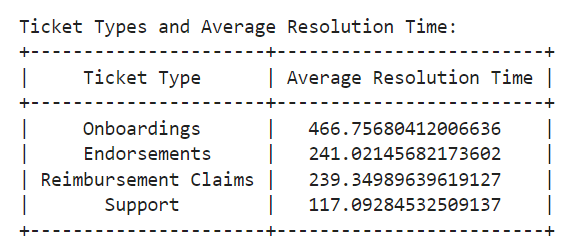 Ticket Types and Average Resolution Time:
+----------------------+-------------------------+
| Ticket Type | Average Resolution Time |
+----------------------+-------------------------+
| Onboardings | 466.75680412006636 |
| Endorsements | 241.02145682173602 |
| Reimbursement Claims | 239.34989639619127 |
| Support | 117.09284532509137 |
+----------------------+-------------------------+